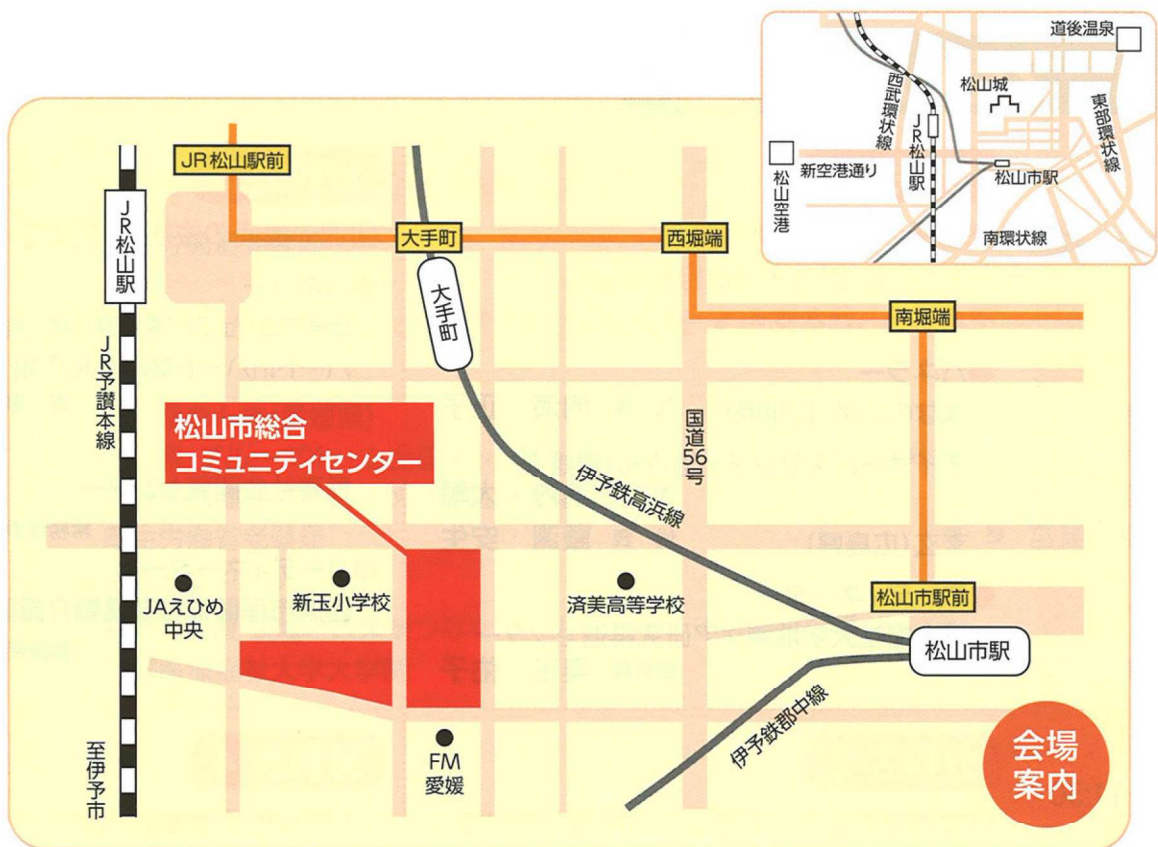 道後温泉
松山城
西武環状線
東部環状線
JR松山駅
松山空港
新空港通り
松山市駅
南環状線
JR松山駅前
大手町
西堀端
JR松山駅
大手町
南堀端
JR予讃本線
松山市総合
コミュニティセンター
国道56号
伊予鉄高浜線
JAえひめ
中央
新玉小学校
済美高等学校
松山市駅前
松山市駅
伊予鉄郡中線
至伊予市
FM
愛媛
会場
案内